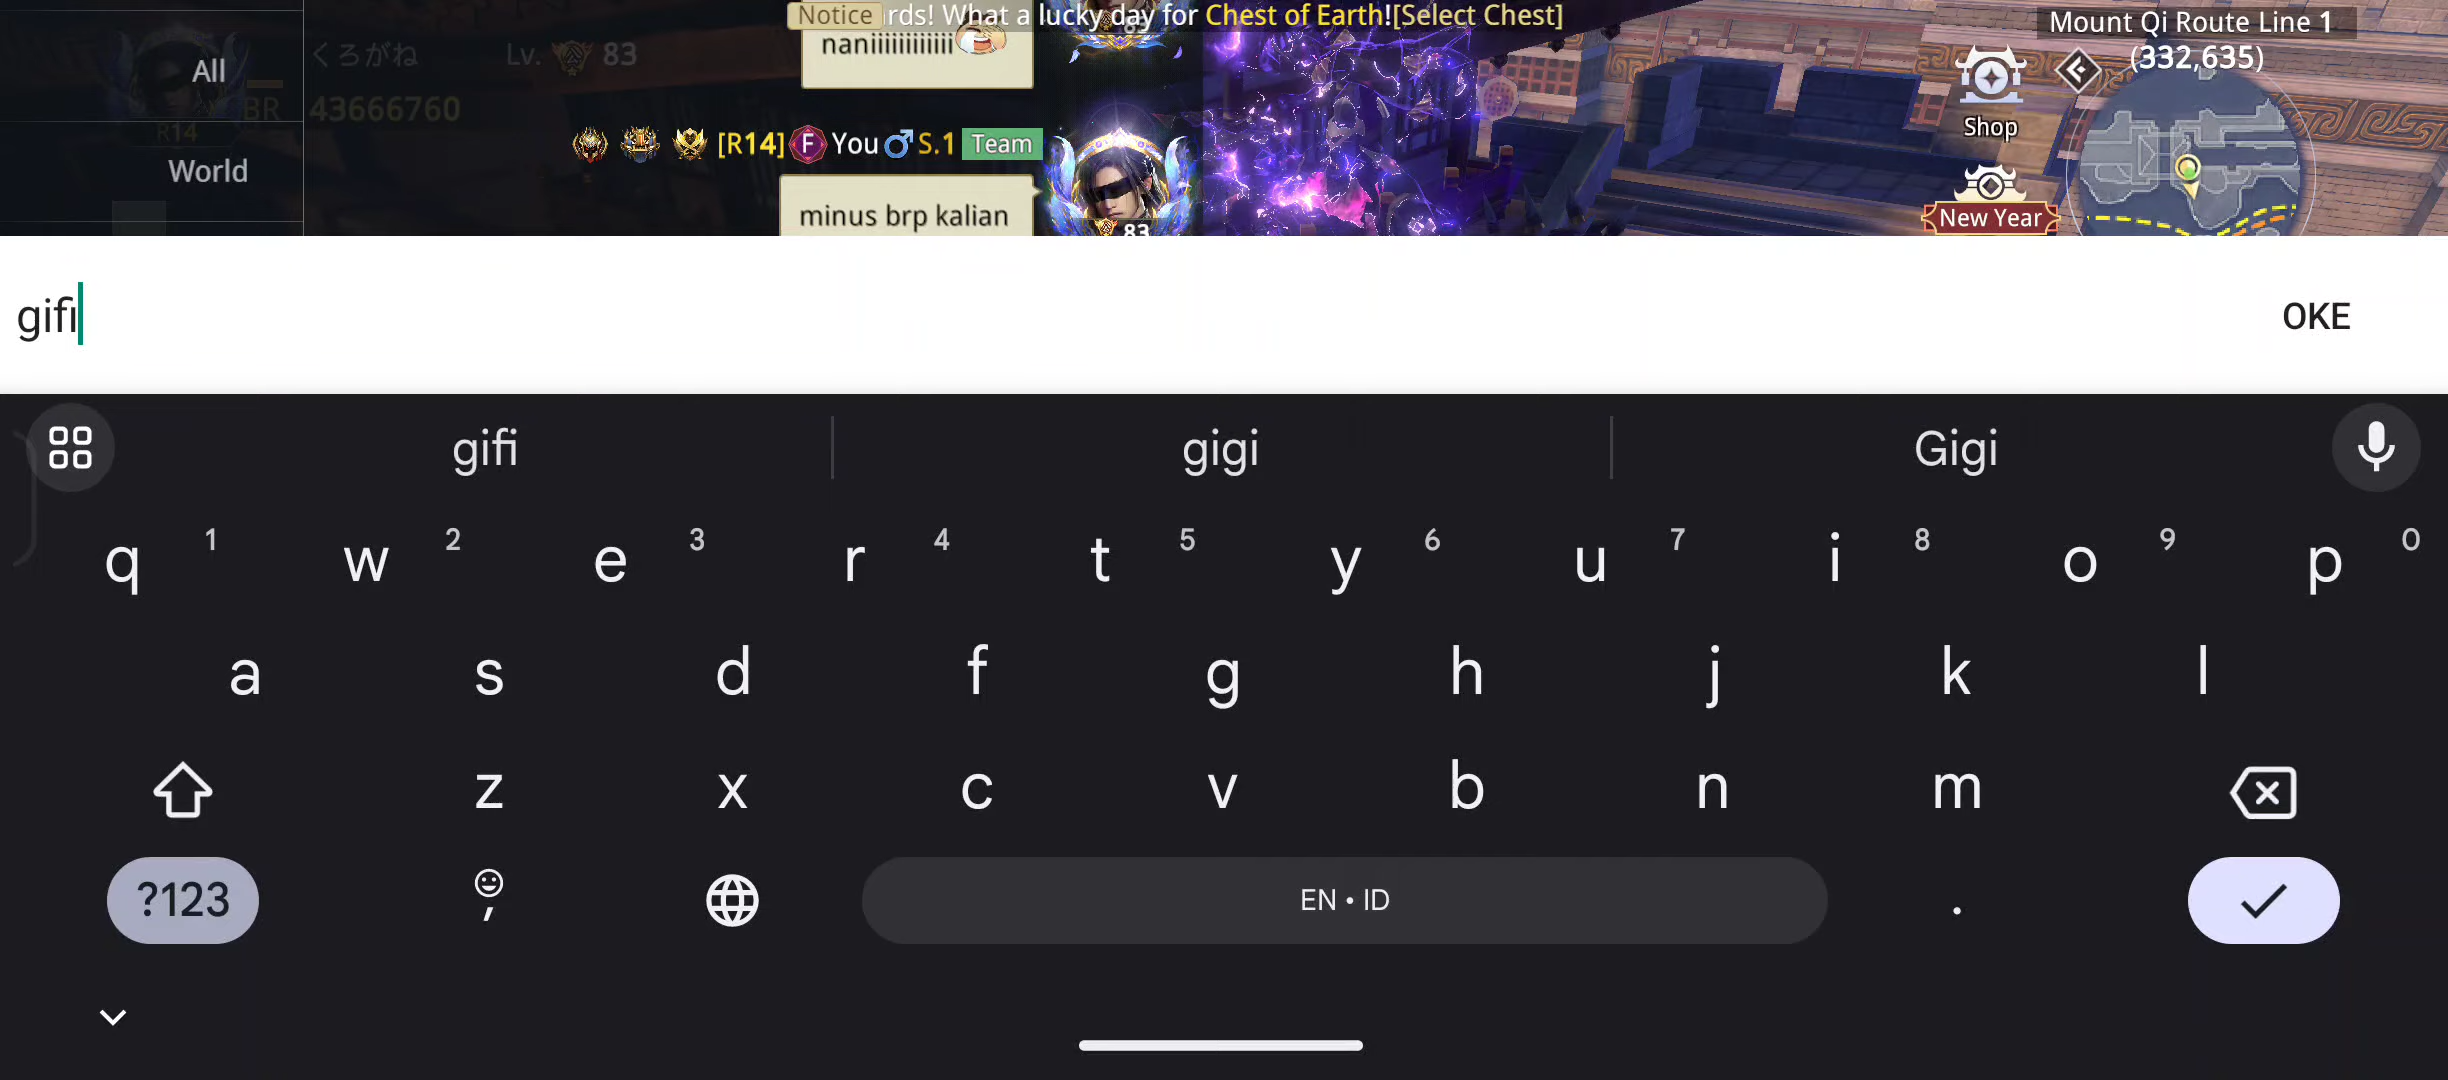 Notice rds! What a lucky day for Chest of Earth![Select Chest]
Mount Qi Route Line 1
(332,635)
naniiiiiiiiiiiii
All
くろがね Lv. 83
BR 43666760
R14
World
[R14] F You ♂ S.1 Team
minus brp kalian
83
Shop
New Year
gifi
OKE
gifi gigi Gigi
q 1 w 2 e 3 r 4 t 5 y 6 u 7 i 8 o 9 p 0
a s d f g h j k l
z x c v b n m
?123 , EN • ID .